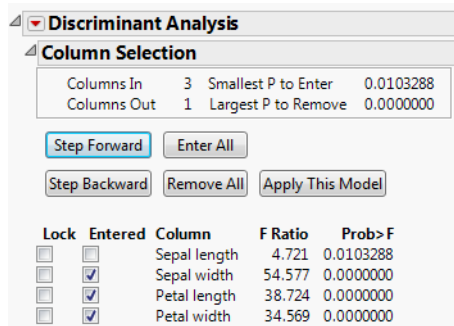 Discriminant Analysis
Column Selection
Columns In 3 Smallest P to Enter 0.0103288
Columns Out 1 Largest P to Remove 0.0000000
Step Forward Enter All
Step Backward Remove All Apply This Model
Lock Entered Column F Ratio Prob>F
Sepal length 4.721 0.0103288
Sepal width 54.577 0.0000000
Petal length 38.724 0.0000000
Petal width 34.569 0.0000000